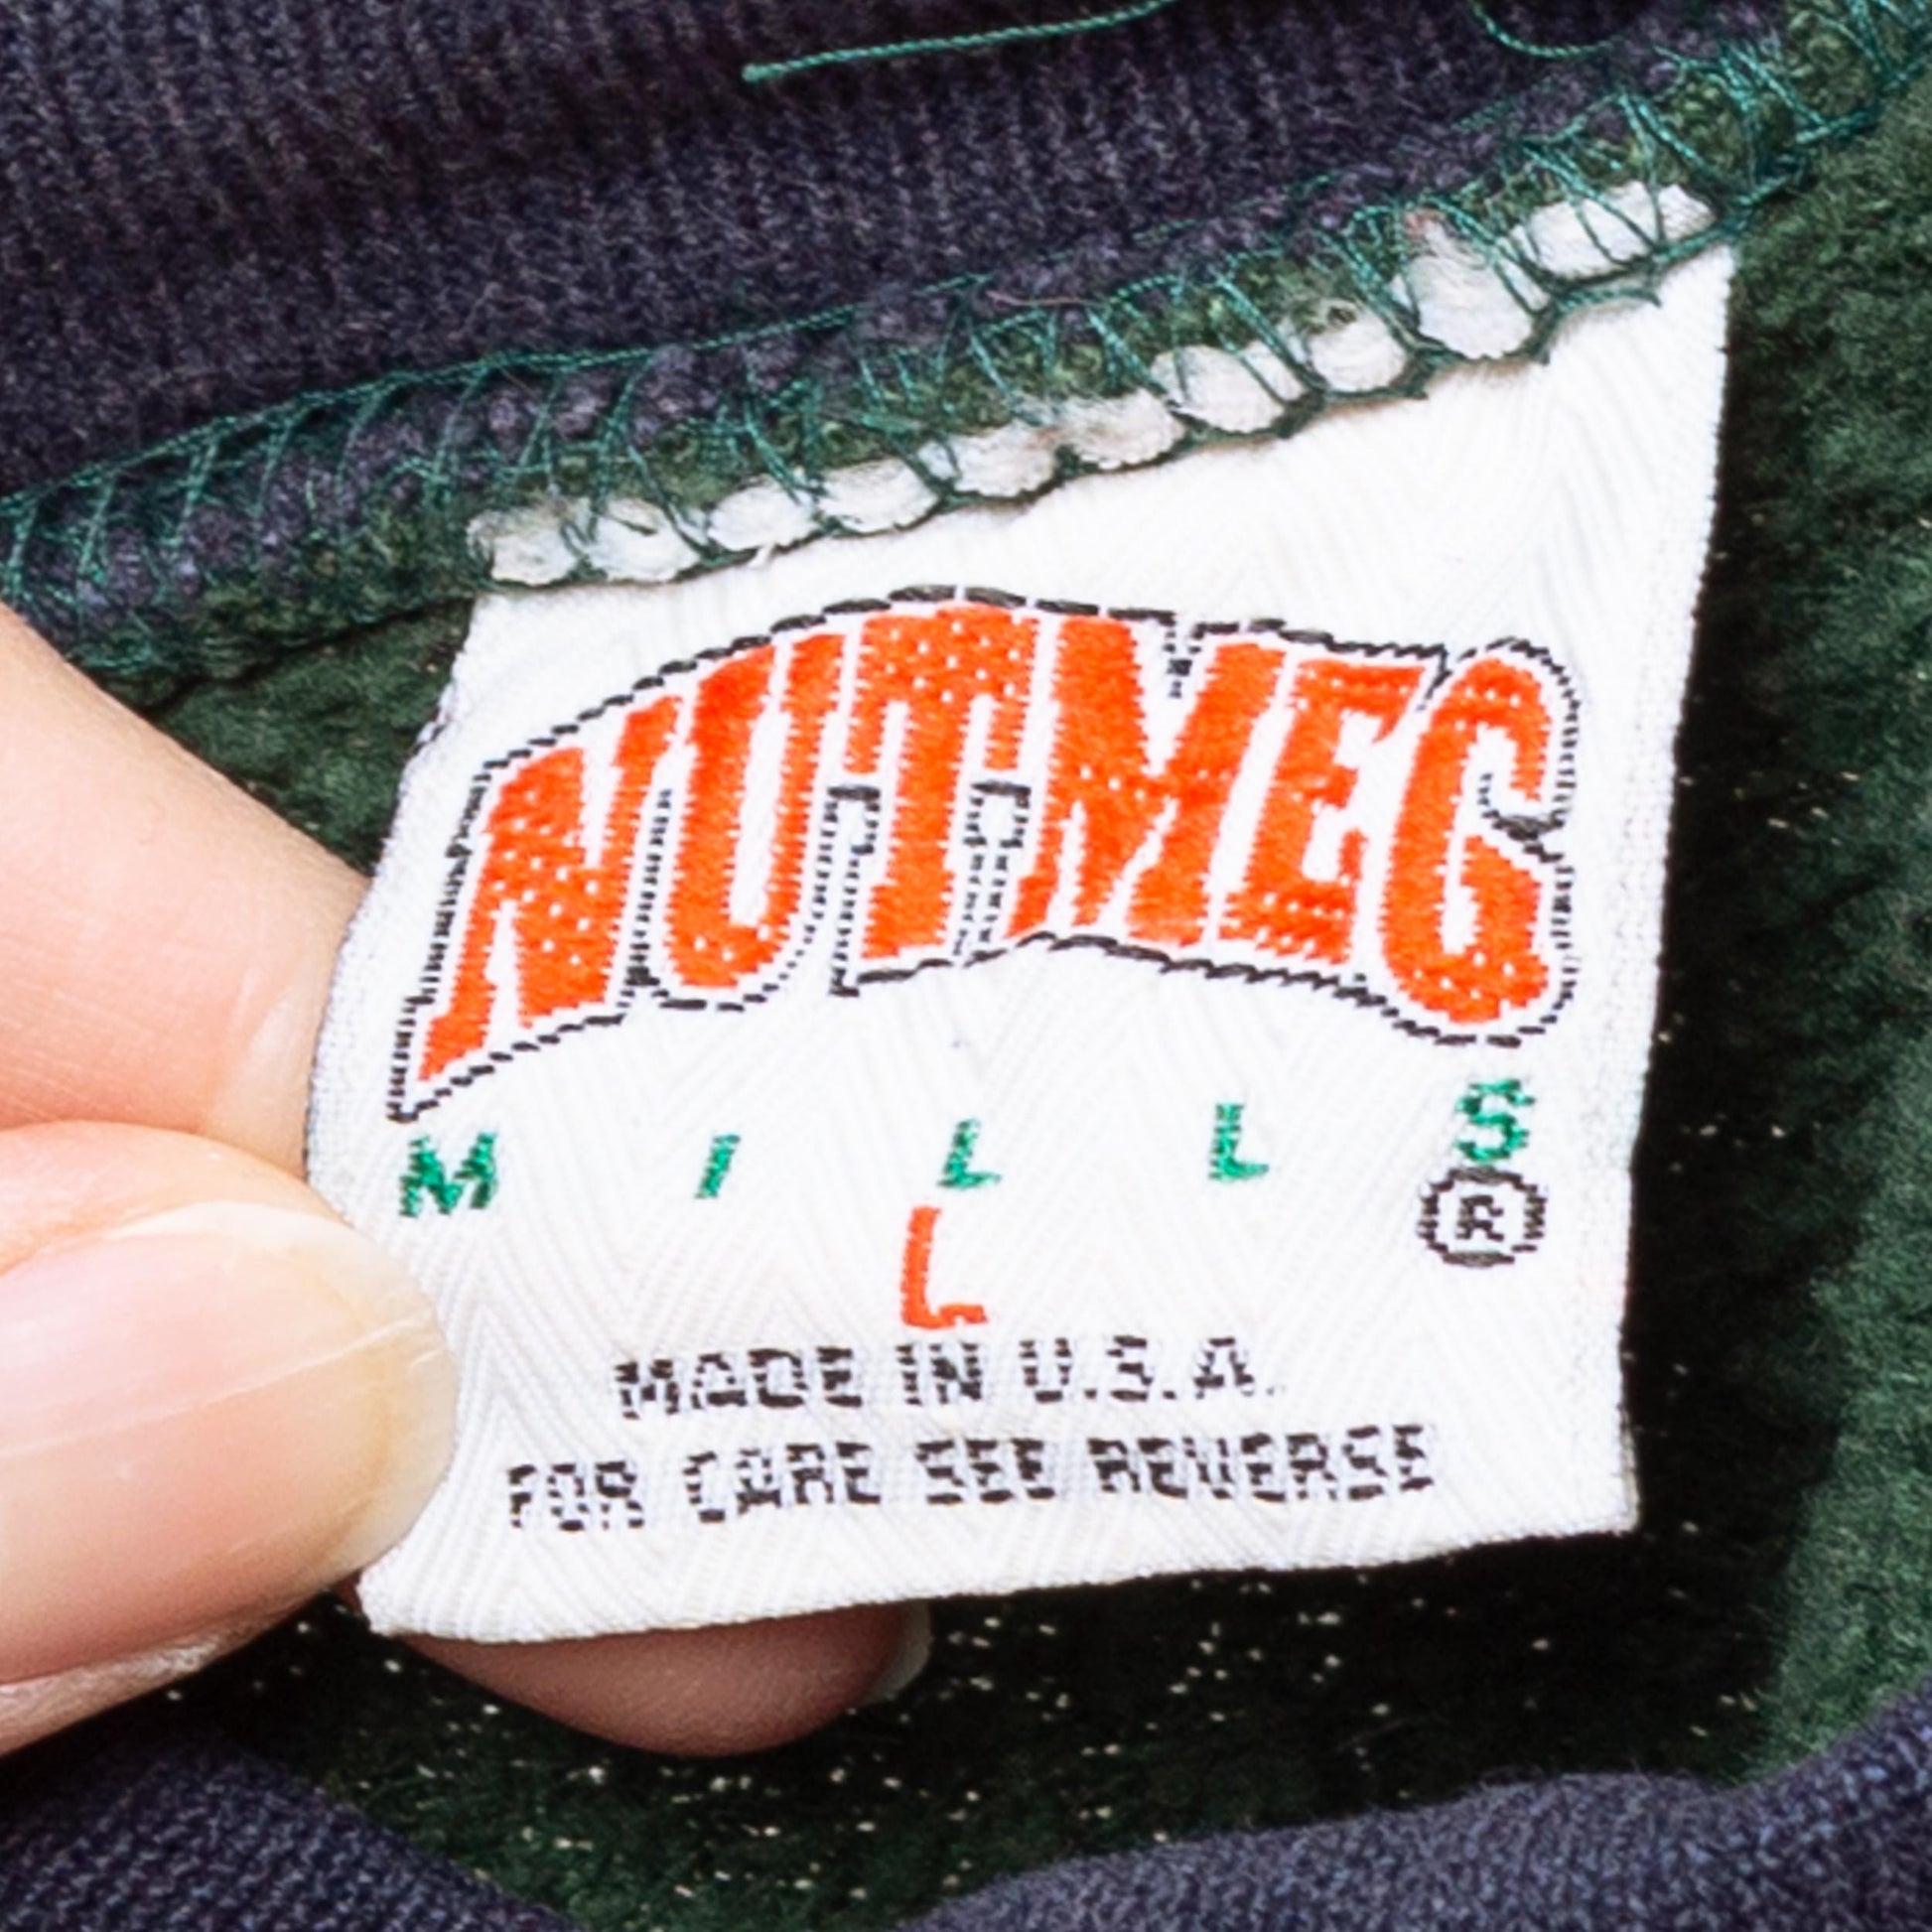 NUTMEG
MILLS
®
L
MADE IN U.S.A.
FOR CARE SEE REVERSE